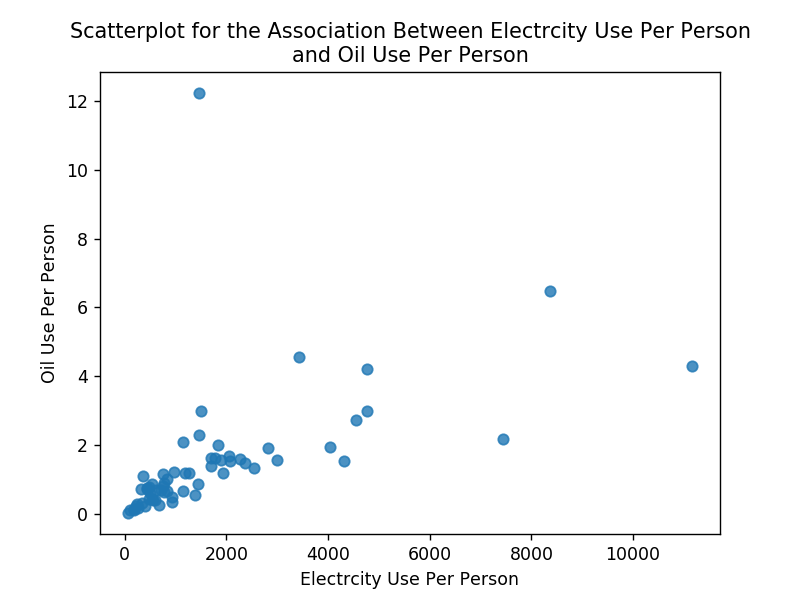 Scatterplot for the Association Between Electrcity Use Per Person
and Oil Use Per Person
12
10
8
6
4
2
0
Oil Use Per Person
0 2000 4000 6000 8000 10000
Electrcity Use Per Person